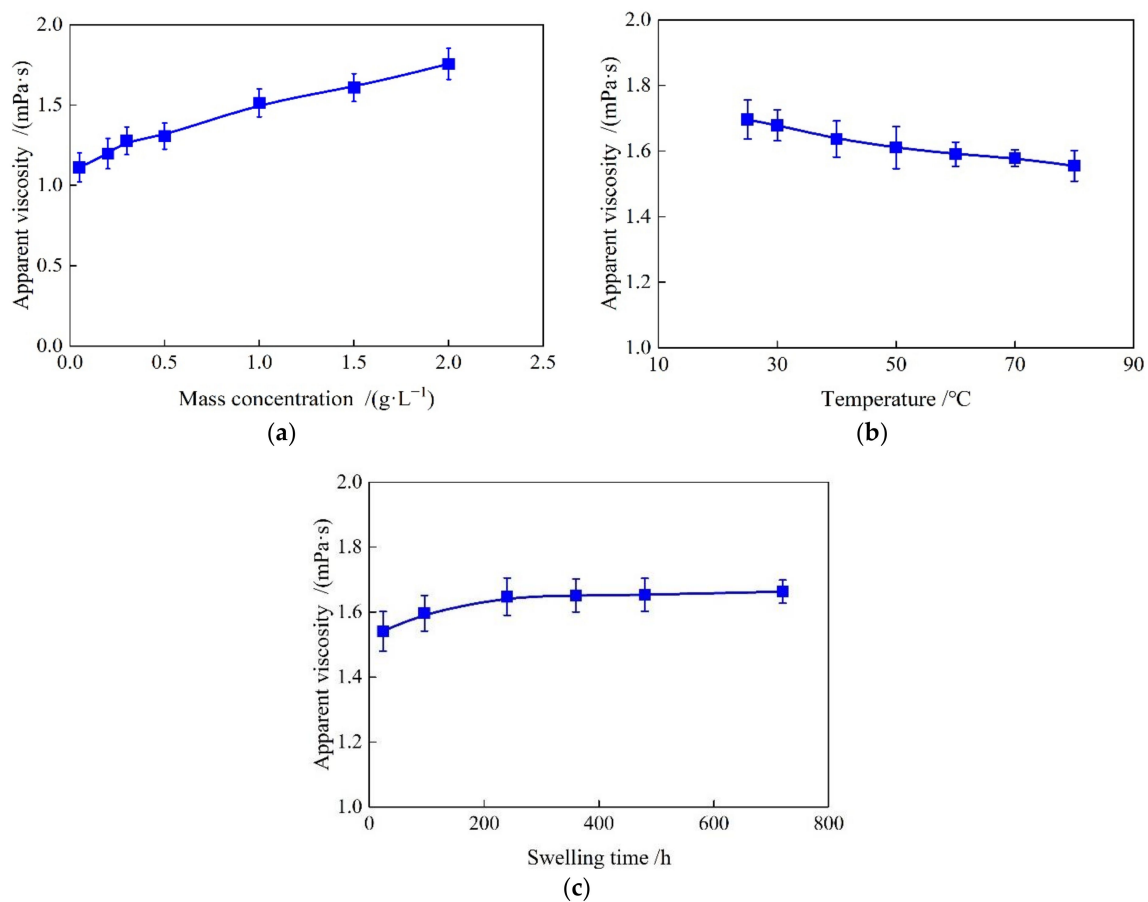 2.0
1.5
1.0
0.5
0.0
Apparent viscosity /(mPa·s)
0.0 0.5 1.0 1.5 2.0 2.5
Mass concentration /(g·L⁻¹)
(a)
2.0
1.8
1.6
1.4
1.2
1.0
Apparent viscosity /(mPa·s)
10 30 50 70 90
Temperature /℃
(b)
2.0
1.8
1.6
1.4
1.2
1.0
Apparent viscosity /(mPa·s)
0 200 400 600 800
Swelling time /h
(c)